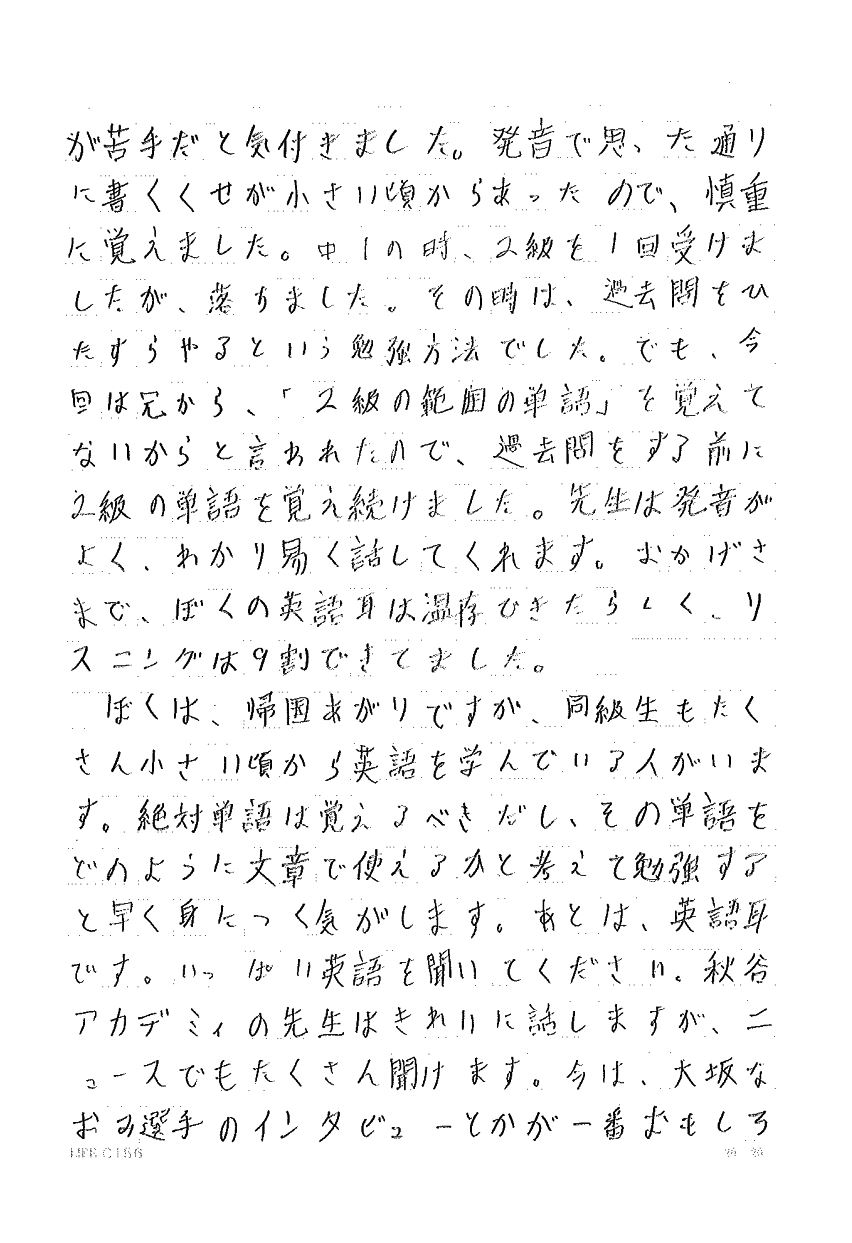 が苦手だと気付きました。発音で思った通り
に書くくせが小さい頃からあったので、慎重
に覚えました。中1の時、2級を1回受けま
したが、落ちました。その時は、過去問をひ
たすらやるという勉強方法でした。でも、今
回は冠から、「2級の範囲の単語」を覚えて
ないからと言われたので、過去問をする前に
2級の単語を覚え続けました。先生は発音が
よく、わかり易く話してくれます。おかげさ
まで、ぼくの英語耳は温存できたらしく、リ
スニングは9割できてました。
ぼくは、帰国あがりですが、同級生もたく
さん小さい頃から英語を学んでいる人がいま
す。絶対単語は覚えるべきだし、その単語を
どのように文章で使えるかと考えて勉強する
と早く身につく気がします。あとは、英語耳
です。いっぱい英語を聞いてください。秋谷
アカデミィの先生はきれいに話しますが、ニ
ュースでもたくさん聞けます。今は、大坂な
おみ選手のインタビューとかが一番おもしろ
LIFE C156
20 20